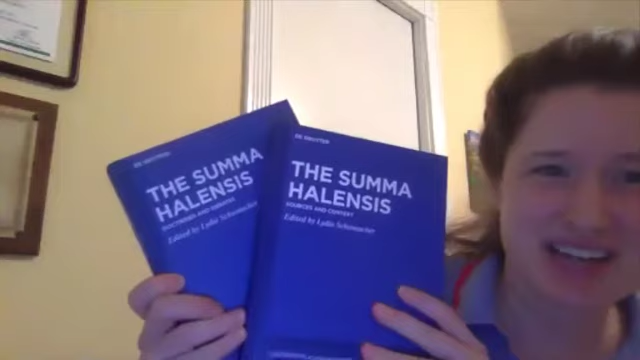 DE GRUYTER
THE SUMMA
HALENSIS
DOCTRINES AND DEBATES
Edited by Lydia Schumacher
DE GRUYTER
THE SUMMA
HALENSIS
SOURCES AND CONTEXT
Edited by Lydia Schumacher